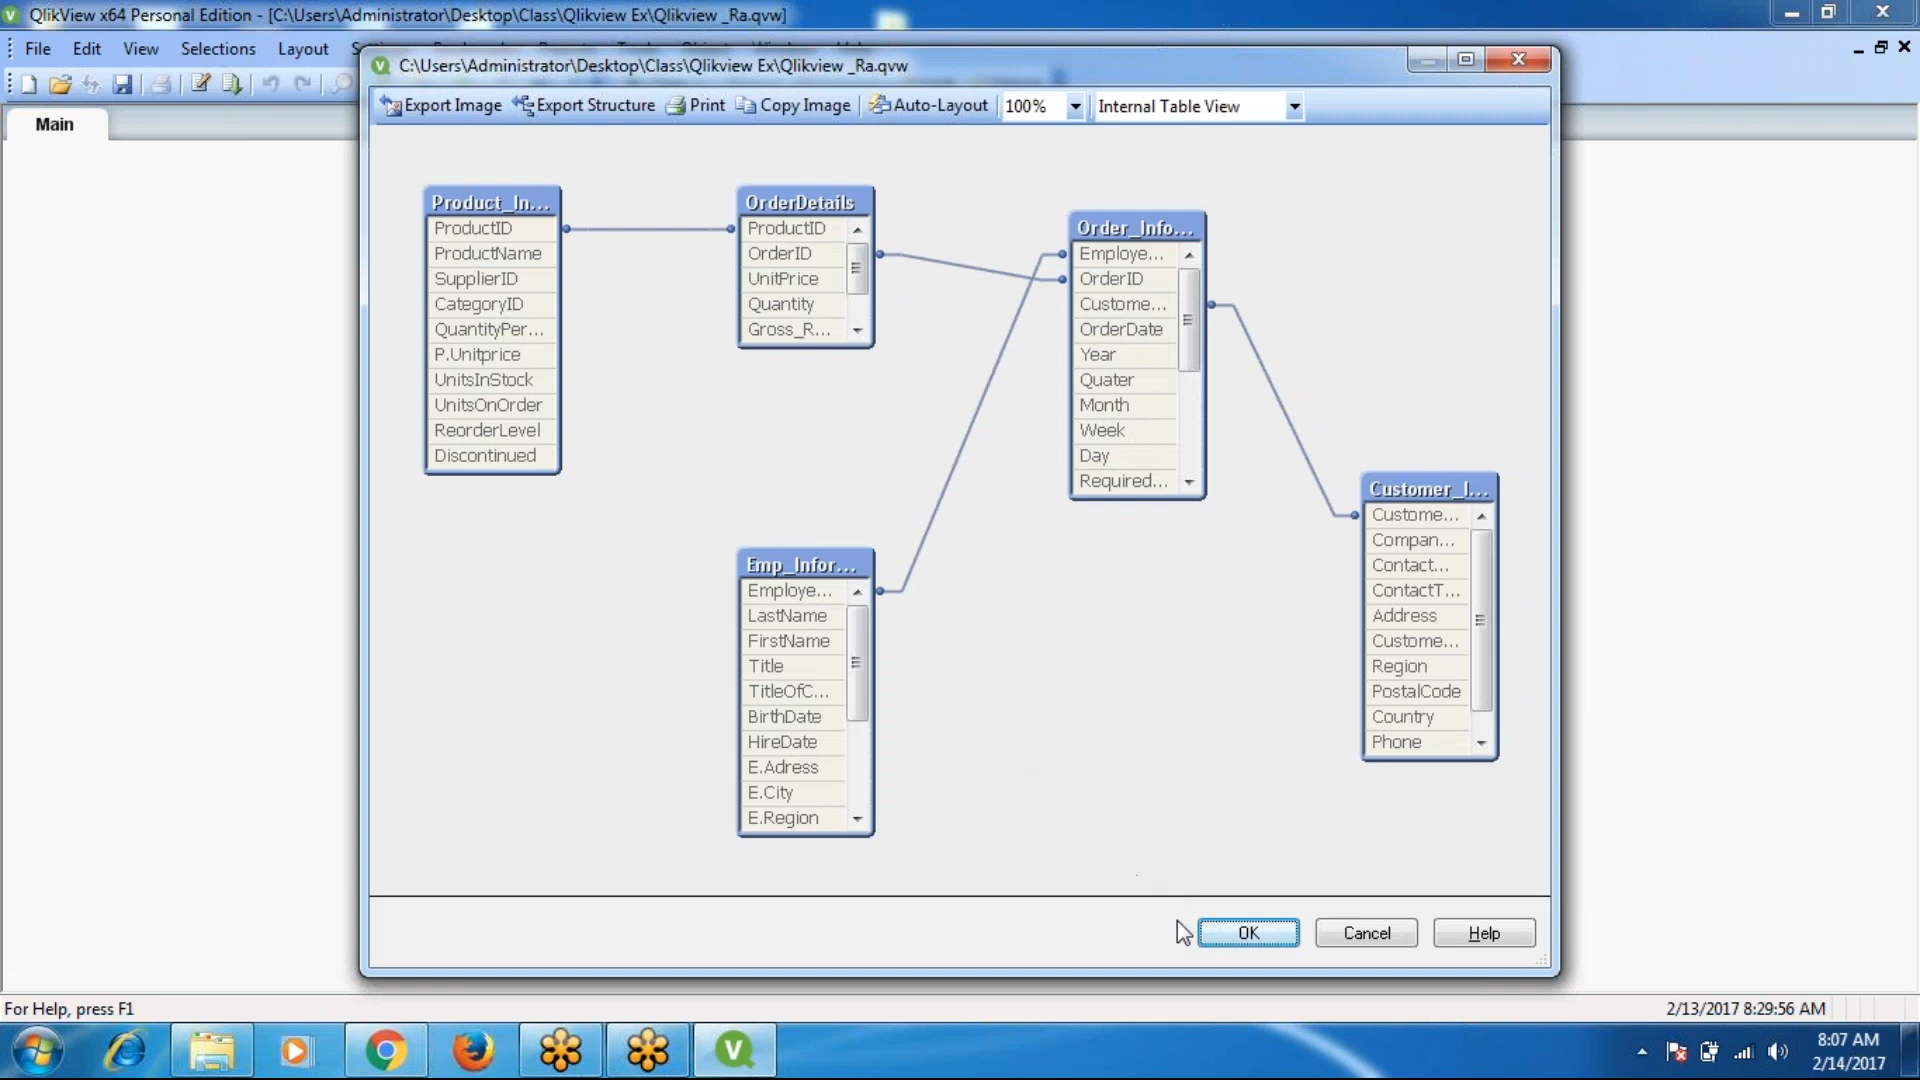 QlikView x64 Personal Edition - [C:\Users\Administrator\Desktop\Class\Qlikview Ex\Qlikview _Ra.qvw]
File Edit View Selections Layout
C:\Users\Administrator\Desktop\Class\Qlikview Ex\Qlikview _Ra.qvw
Export Image Export Structure Print Copy Image Auto-Layout 100% Internal Table View
Main
Product_In...
ProductID
ProductName
SupplierID
CategoryID
QuantityPer...
P.Unitprice
UnitsInStock
UnitsOnOrder
ReorderLevel
Discontinued
OrderDetails
ProductID
OrderID
UnitPrice
Quantity
Gross_R...
Order_Info...
Employe...
OrderID
Custome...
OrderDate
Year
Quater
Month
Week
Day
Required...
Emp_Infor...
Employe...
LastName
FirstName
Title
TitleOfC...
BirthDate
HireDate
E.Adress
E.City
E.Region
Customer_I...
Custome...
Compan...
Contact...
ContactT...
Address
Custome...
Region
PostalCode
Country
Phone
OK Cancel Help
For Help, press F1
2/13/2017 8:29:56 AM
8:07 AM
2/14/2017